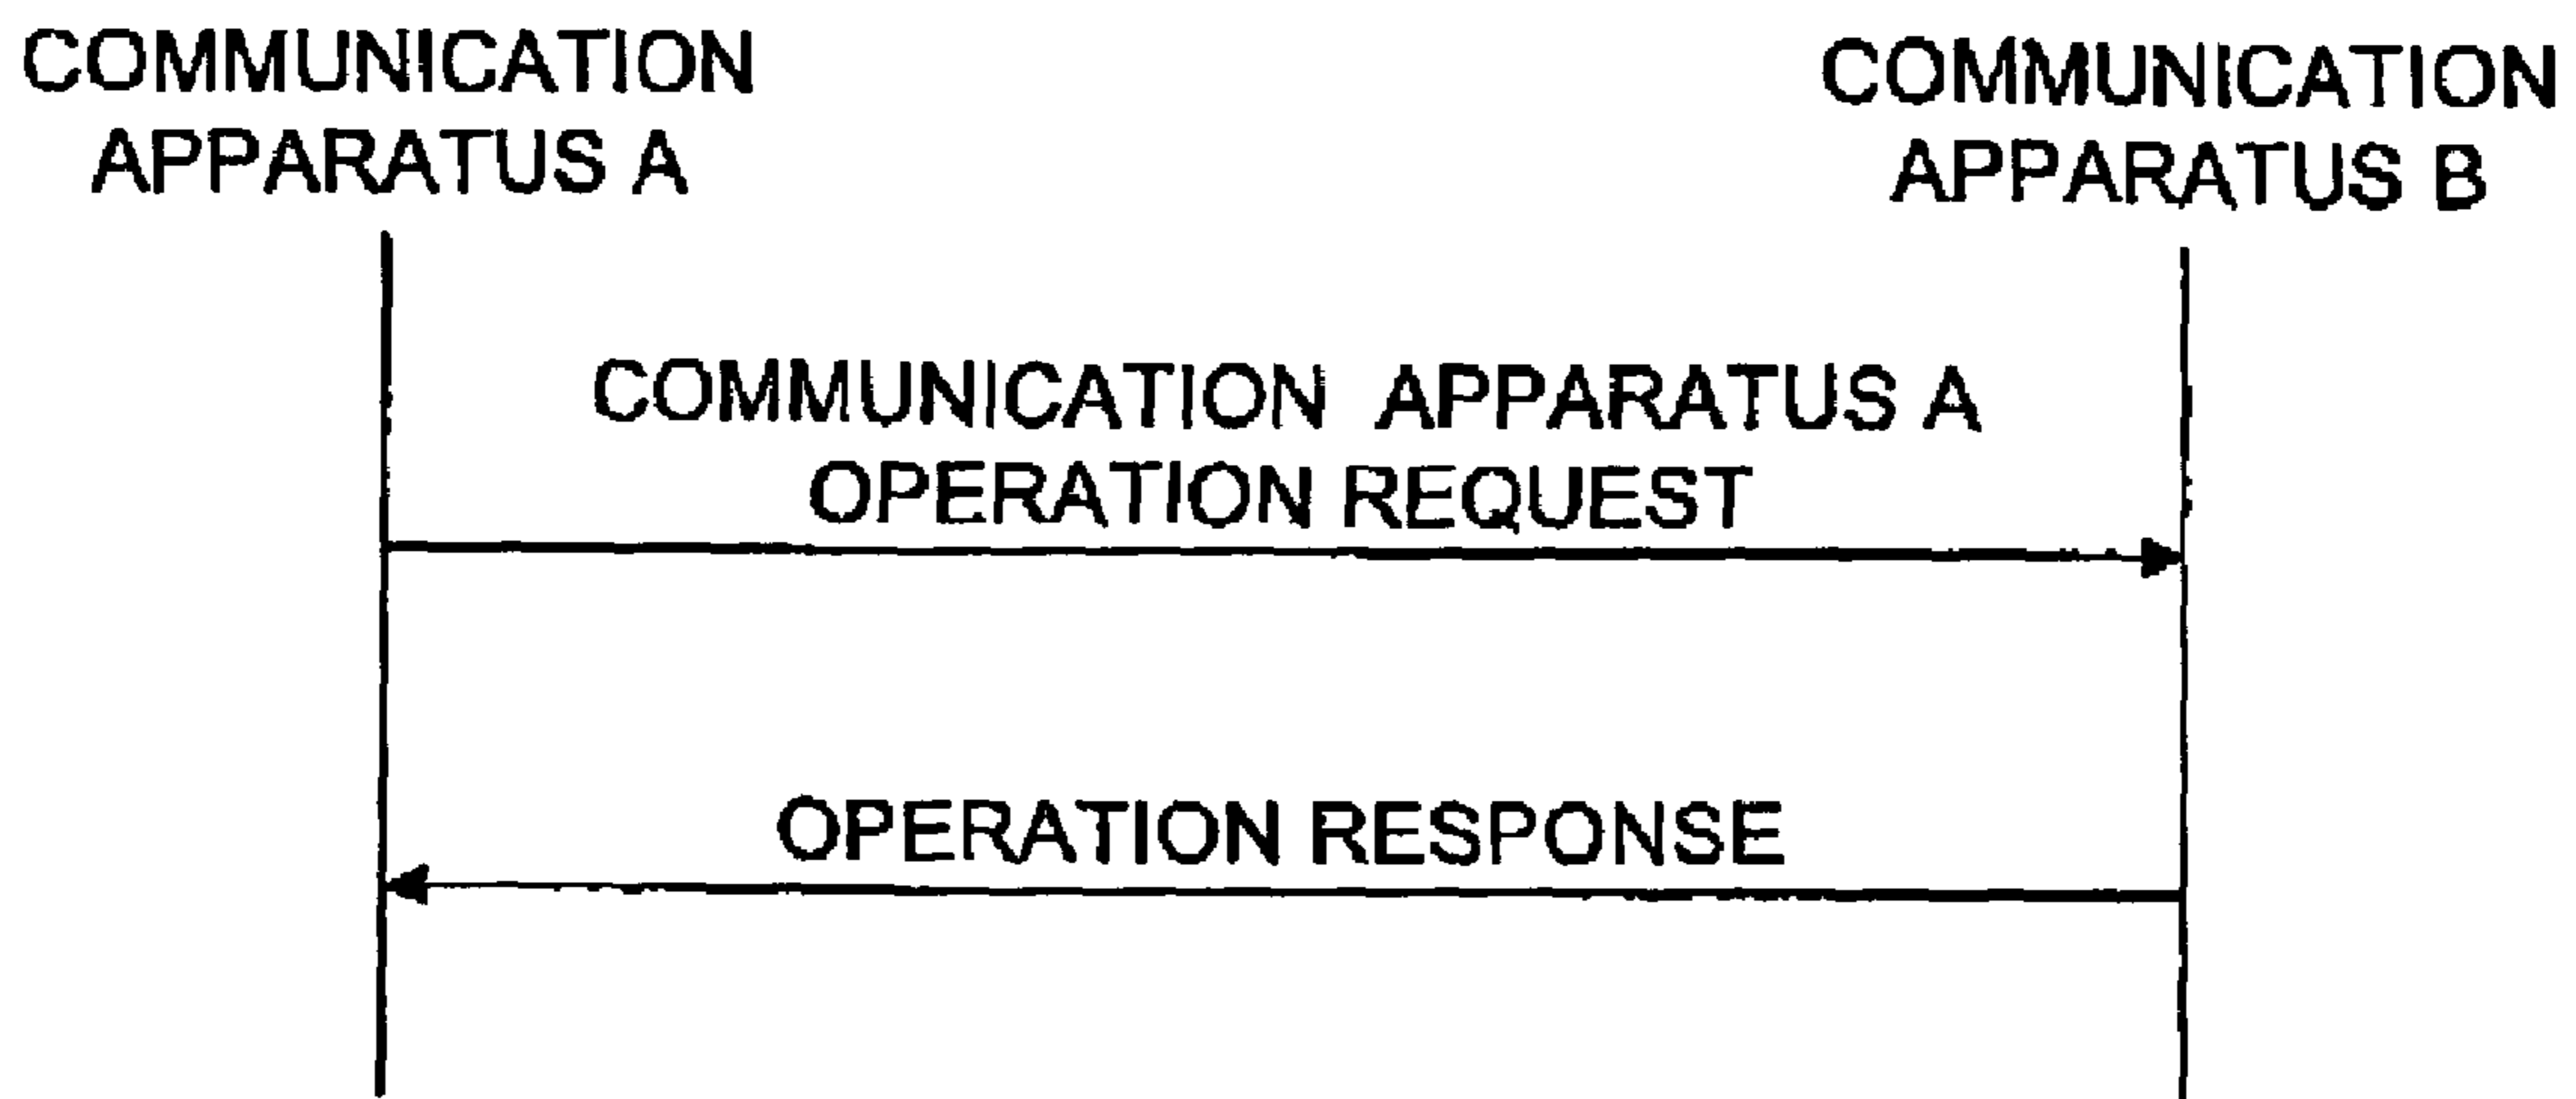 COMMUNICATION
APPARATUS A
COMMUNICATION
APPARATUS B
COMMUNICATION APPARATUS A
OPERATION REQUEST
OPERATION RESPONSE